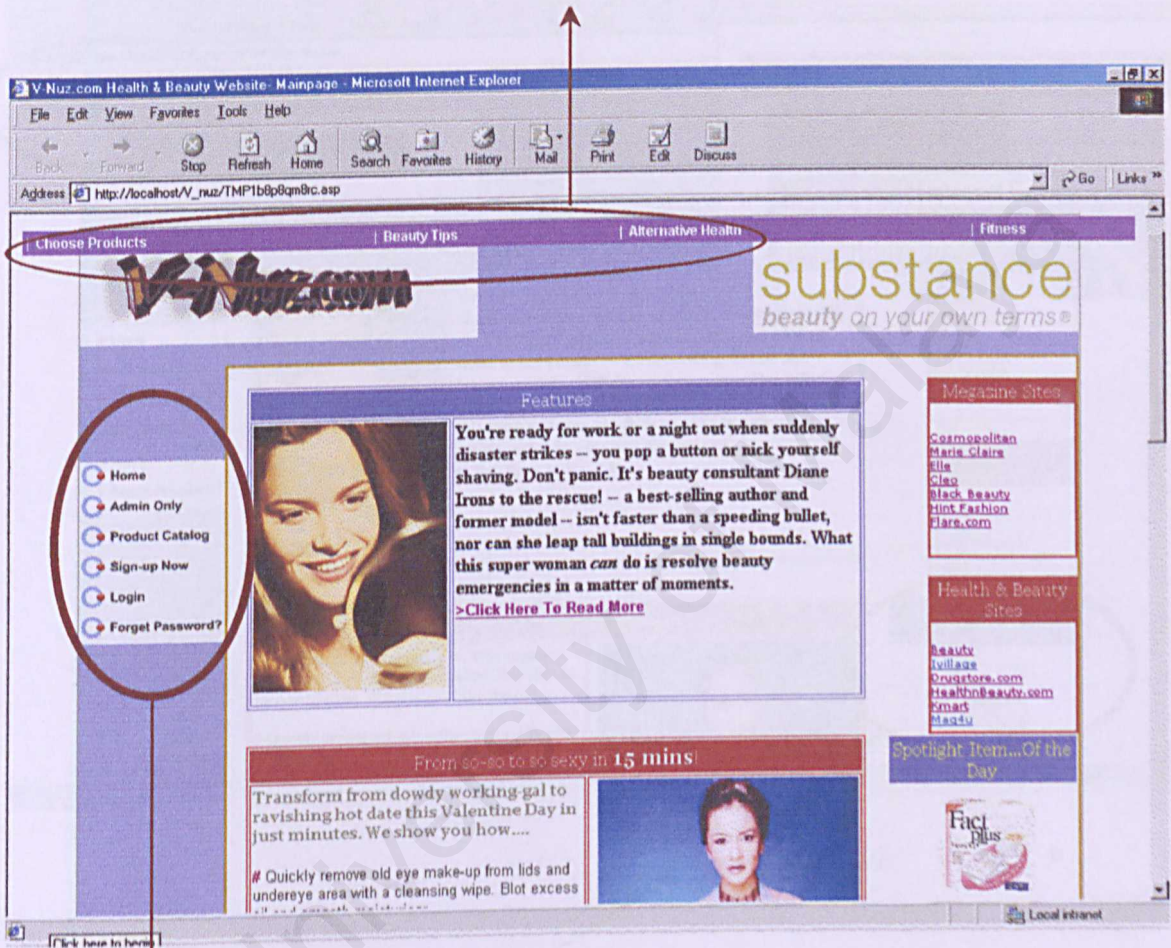 V-Nuz.com Health & Beauty Website- Mainpage - Microsoft Internet Explorer
File Edit View Favorites Tools Help
Back Forward Stop Refresh Home Search Favorites History Mail Print Edit Discuss
Address http://localhost/V_nuz/TMP1b8p8qm8rc.asp Go Links »
| Choose Products | Beauty Tips | Alternative Health | Fitness
V-Nuz.com
substance
beauty on your own terms®
Home
Admin Only
Product Catalog
Sign-up Now
Login
Forget Password?
Features
You're ready for work or a night out when suddenly
disaster strikes -- you pop a button or nick yourself
shaving. Don't panic. It's beauty consultant Diane
Irons to the rescue! -- a best-selling author and
former model -- isn't faster than a speeding bullet,
nor can she leap tall buildings in single bounds. What
this super woman can do is resolve beauty
emergencies in a matter of moments.
>Click Here To Read More
Megazine Sites
Cosmopolitan
Marie Claire
Elle
Cleo
Black Beauty
Hint Fashion
Flare.com
Health & Beauty
Sites
Beauty
Ivillage
Drugstore.com
HealthnBeauty.com
Kmart
Mag4u
Spotlight Item...Of the
Day
Fact
plus
From so-so to so sexy in 15 mins!
Transform from dowdy working-gal to
ravishing hot date this Valentine Day in
just minutes. We show you how....
# Quickly remove old eye make-up from lids and
undereye area with a cleansing wipe. Blot excess
Local intranet
Click here to begin
University of Malaya